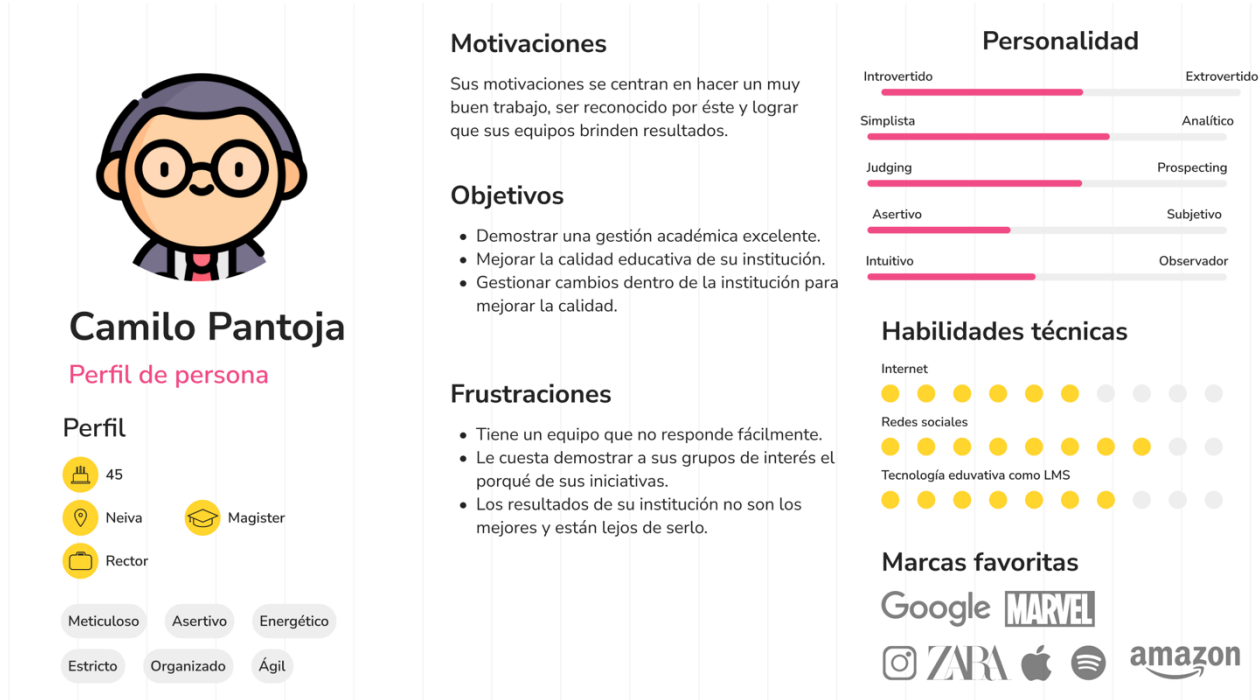 Camilo Pantoja
Perfil de persona
Perfil
45
Neiva
Magister
Rector
Meticuloso
Asertivo
Energético
Estricto
Organizado
Ágil
Motivaciones
Sus motivaciones se centran en hacer un muy
buen trabajo, ser reconocido por éste y lograr
que sus equipos brinden resultados.
Objetivos
• Demostrar una gestión académica excelente.
• Mejorar la calidad educativa de su institución.
• Gestionar cambios dentro de la institución para
mejorar la calidad.
Frustraciones
• Tiene un equipo que no responde fácilmente.
• Le cuesta demostrar a sus grupos de interés el
porqué de sus iniciativas.
• Los resultados de su institución no son los
mejores y están lejos de serlo.
Personalidad
Introvertido Extrovertido
Simplista Analítico
Judging Prospecting
Asertivo Subjetivo
Intuitivo Observador
Habilidades técnicas
Internet
Redes sociales
Tecnología eduvativa como LMS
Marcas favoritas
Google MARVEL
ZARA amazon